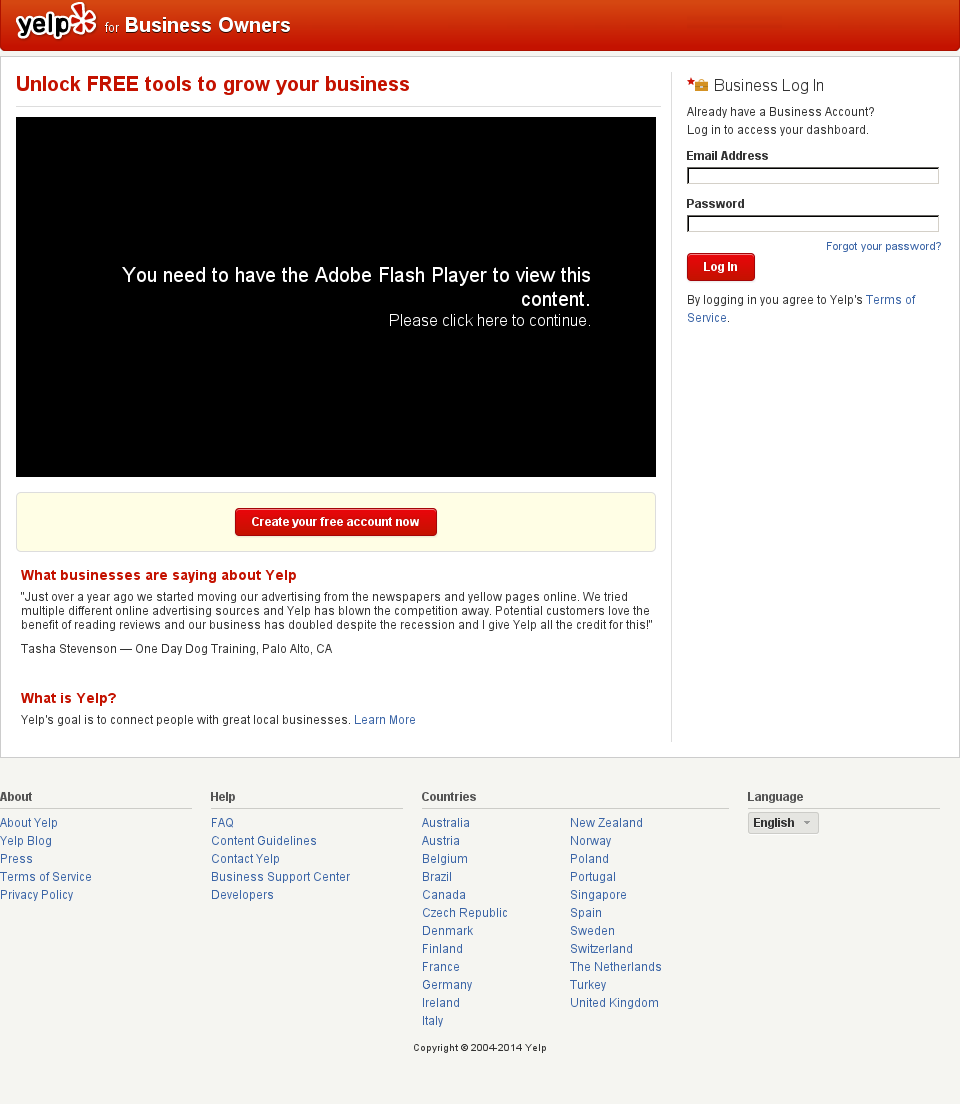 yelp for Business Owners
Unlock FREE tools to grow your business
You need to have the Adobe Flash Player to view this
content.
Please click here to continue.
Create your free account now
What businesses are saying about Yelp
"Just over a year ago we started moving our advertising from the newspapers and yellow pages online. We tried
multiple different online advertising sources and Yelp has blown the competition away. Potential customers love the
benefit of reading reviews and our business has doubled despite the recession and I give Yelp all the credit for this!"
Tasha Stevenson — One Day Dog Training, Palo Alto, CA
What is Yelp?
Yelp's goal is to connect people with great local businesses. Learn More
Business Log In
Already have a Business Account?
Log in to access your dashboard.
Email Address
Password
Forgot your password?
Log In
By logging in you agree to Yelp's Terms of
Service.
About
About Yelp
Yelp Blog
Press
Terms of Service
Privacy Policy
Help
FAQ
Content Guidelines
Contact Yelp
Business Support Center
Developers
Countries
Australia
Austria
Belgium
Brazil
Canada
Czech Republic
Denmark
Finland
France
Germany
Ireland
Italy
New Zealand
Norway
Poland
Portugal
Singapore
Spain
Sweden
Switzerland
The Netherlands
Turkey
United Kingdom
Language
English
Copyright © 2004-2014 Yelp